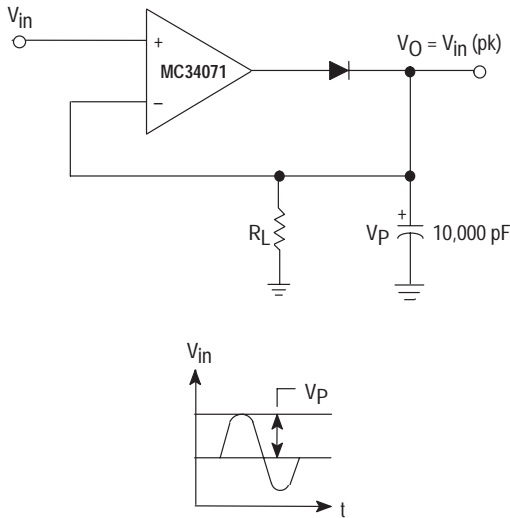 Vin
+
MC34071
−
VO = Vin (pk)
RL
+
VP
10,000 pF
Vin
VP
t